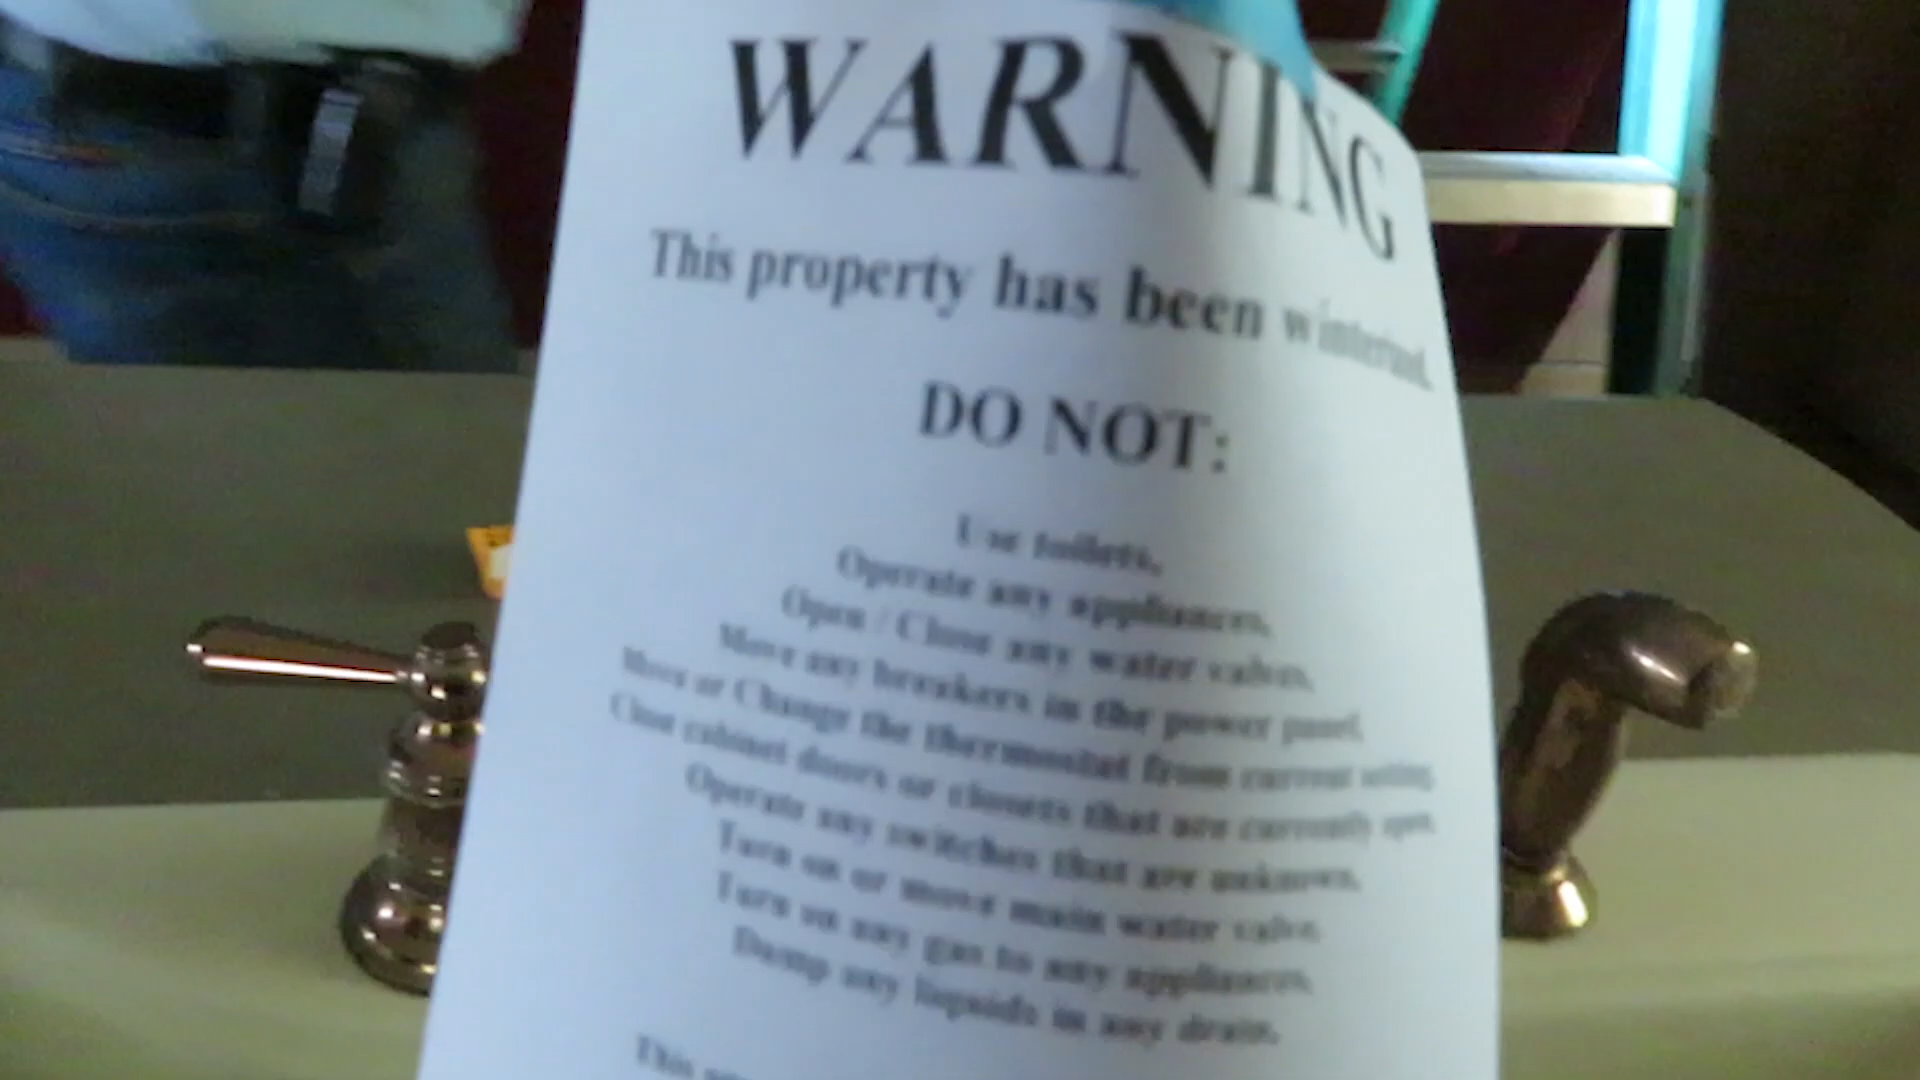 WARNING
This property has been winterized.
DO NOT:
Use toilets,
Operate any appliances,
Open / Close any water valves,
Move any breakers in the power panel,
Move or Change the thermostat from current setting,
Close cabinet doors or closets that are currently open,
Operate any switches that are unknown,
Turn on or move main water valve,
Turn on any gas to any appliances,
Dump any liquids in any drain,
This